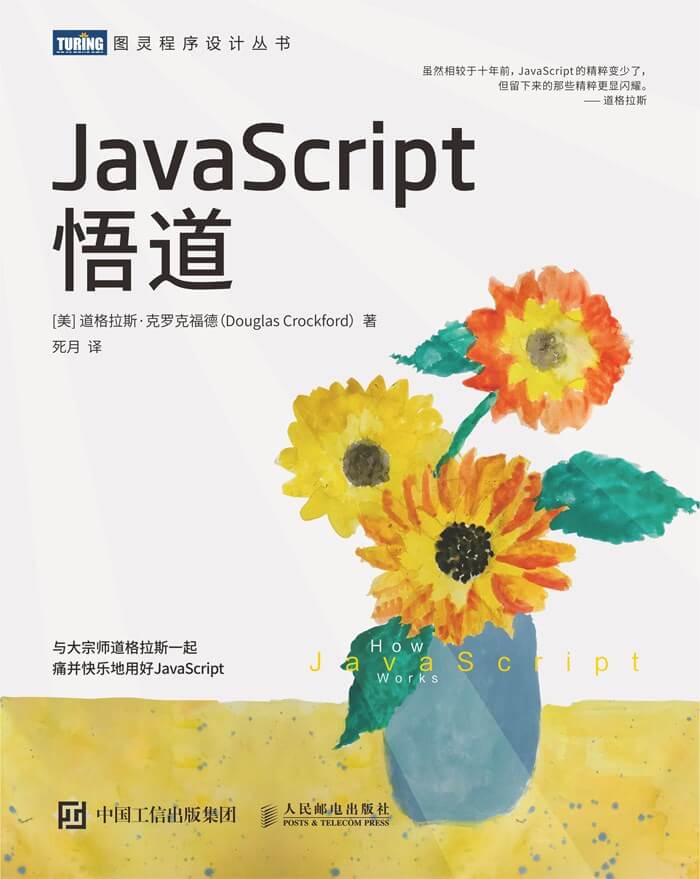 TURING 图灵程序设计丛书
虽然相较于十年前，JavaScript的精粹变少了，
但留下来的那些精粹更显闪耀。
—— 道格拉斯
JavaScript
悟道
[美] 道格拉斯·克罗克福德（Douglas Crockford） 著
死月 译
与大宗师道格拉斯一起
痛并快乐地用好JavaScript
How
JavaScript
Works
中国工信出版集团
人民邮电出版社
POSTS & TELECOM PRESS